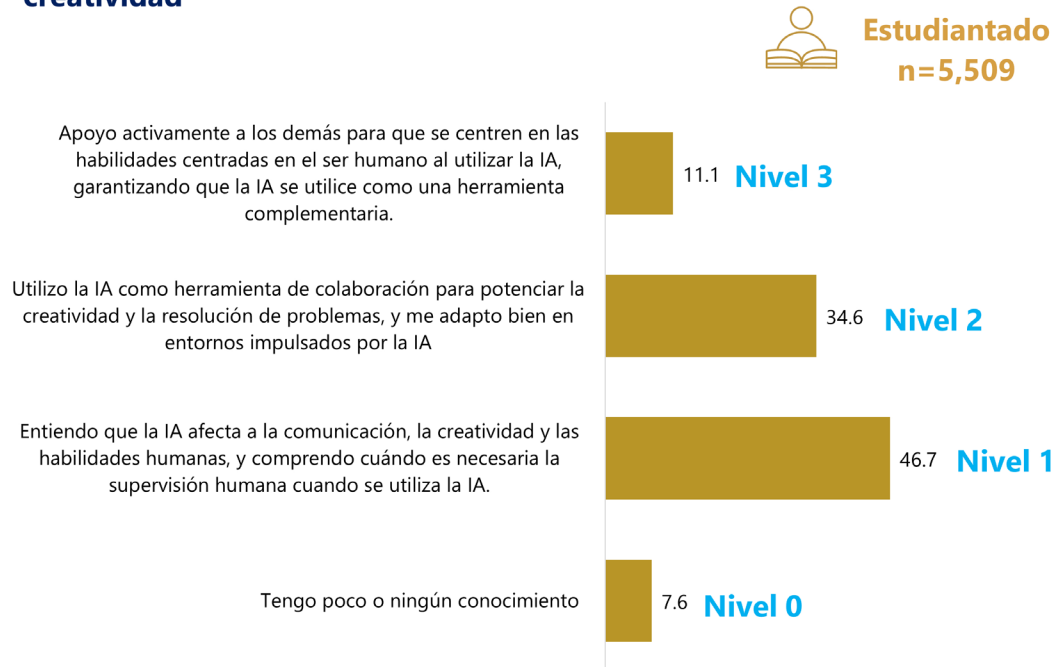 creatividad
Estudiantado
n=5,509
Apoyo activamente a los demás para que se centren en las
habilidades centradas en el ser humano al utilizar la IA,
garantizando que la IA se utilice como una herramienta
complementaria.
11.1 Nivel 3
Utilizo la IA como herramienta de colaboración para potenciar la
creatividad y la resolución de problemas, y me adapto bien en
entornos impulsados por la IA
34.6 Nivel 2
Entiendo que la IA afecta a la comunicación, la creatividad y las
habilidades humanas, y comprendo cuándo es necesaria la
supervisión humana cuando se utiliza la IA.
46.7 Nivel 1
Tengo poco o ningún conocimiento
7.6 Nivel 0